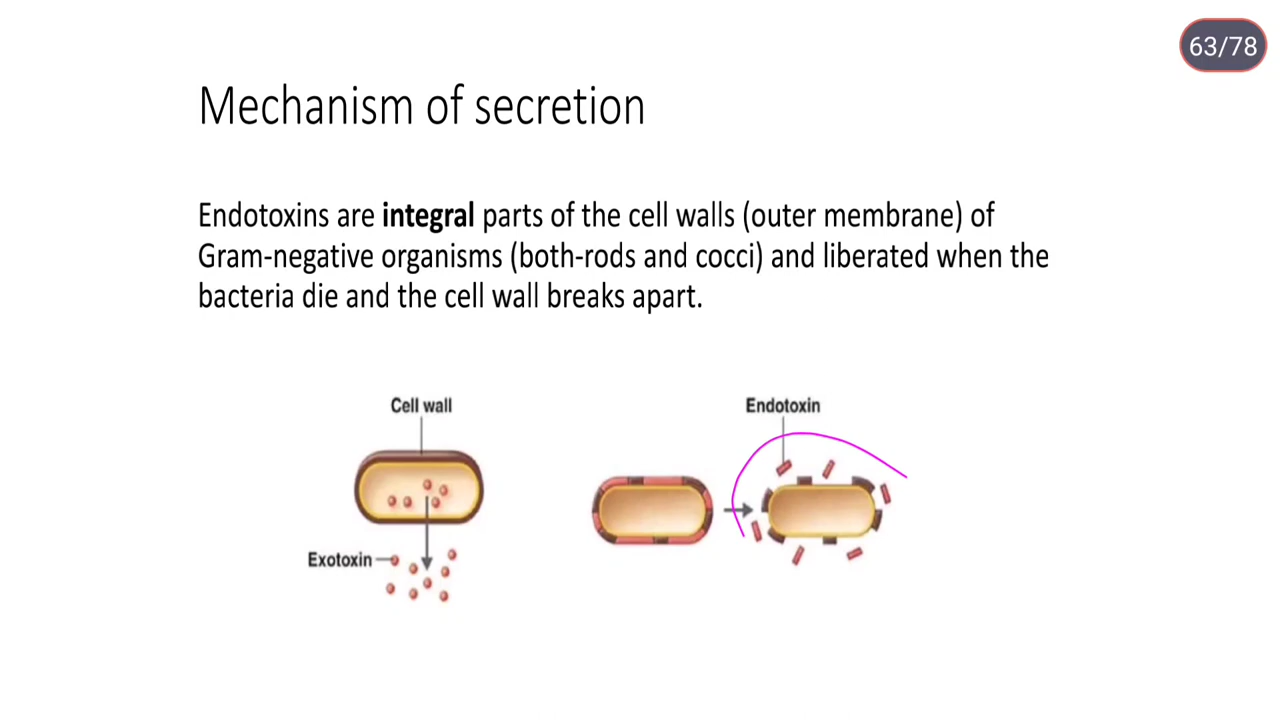 63/78
Mechanism of secretion
Endotoxins are integral parts of the cell walls (outer membrane) of
Gram-negative organisms (both-rods and cocci) and liberated when the
bacteria die and the cell wall breaks apart.
Cell wall
Endotoxin
Exotoxin